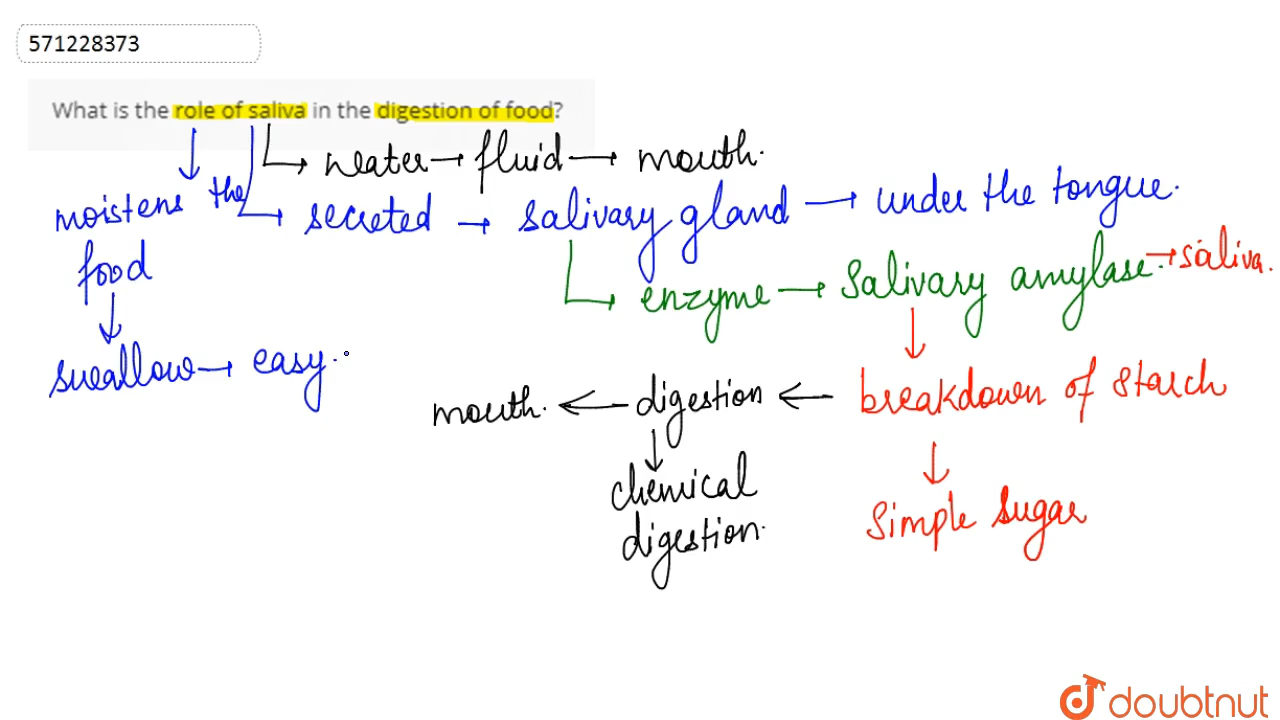 571228373
What is the role of saliva in the digestion of food?
water → fluid → mouth.
moistens the
food
↓
swallow → easy.
secreted → salivary gland → under the tongue.
enzyme → Salivary amylase. → saliva.
↓
breakdown of starch
↓
Simple sugar
mouth. ← digestion ←
↓
chemical
digestion.
doubtnut